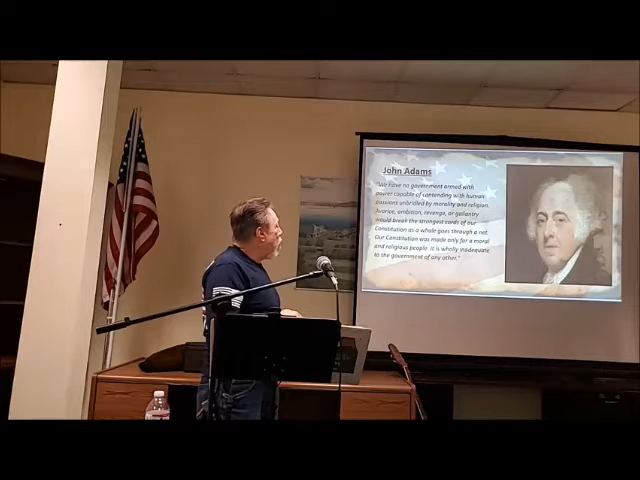 John Adams
"We have no government armed with
power capable of contending with human
passions unbridled by morality and religion.
Avarice, ambition, revenge, or gallantry
would break the strongest cords of our
Constitution as a whale goes through a net.
Our Constitution was made only for a moral
and religious people. It is wholly inadequate
to the government of any other."